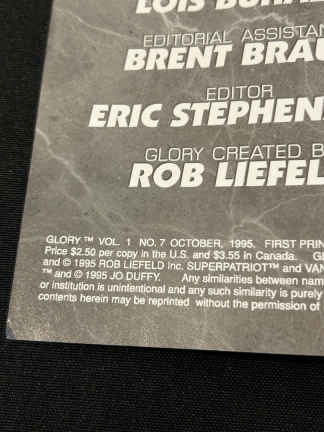 EDITORIAL ASSISTAN
BRENT BRAU
EDITOR
ERIC STEPHEN
GLORY CREATED B
ROB LIEFEL
GLORY ™ VOL. 1 NO. 7 OCTOBER, 1995. FIRST PRIN
Price $2.50 per copy in the U.S. and $3.55 in Canada. GL
and © 1995 ROB LIEFELD Inc. SUPERPATRIOT™ and VAN
™ and © 1995 JO DUFFY. Any similarities between nam
or institution is unintentional and any such similarity is purely
contents herein may be reprinted without the permission of